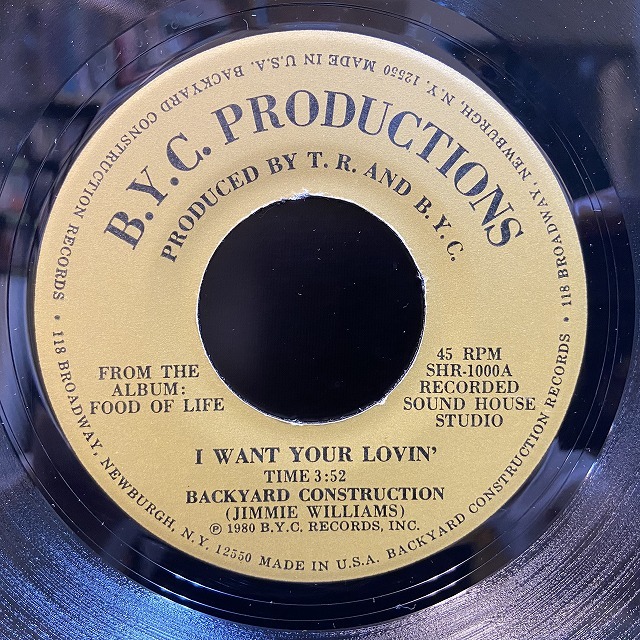 B.Y.C. PRODUCTIONS
PRODUCED BY T. R. AND B.Y.C.
FROM THE
ALBUM:
FOOD OF LIFE
45 RPM
SHR-1000A
RECORDED
SOUND HOUSE
STUDIO
I WANT YOUR LOVIN'
TIME 3:52
BACKYARD CONSTRUCTION
(JIMMIE WILLIAMS)
℗ 1980 B.Y.C. RECORDS, INC.
• 118 BROADWAY, NEWBURGH, N.Y. 12550 MADE IN U.S.A. BACKYARD CONSTRUCTION RECORDS
• 118 BROADWAY, NEWBURGH, N.Y. 12550 MADE IN U.S.A. BACKYARD CONSTRUCTION RECORDS